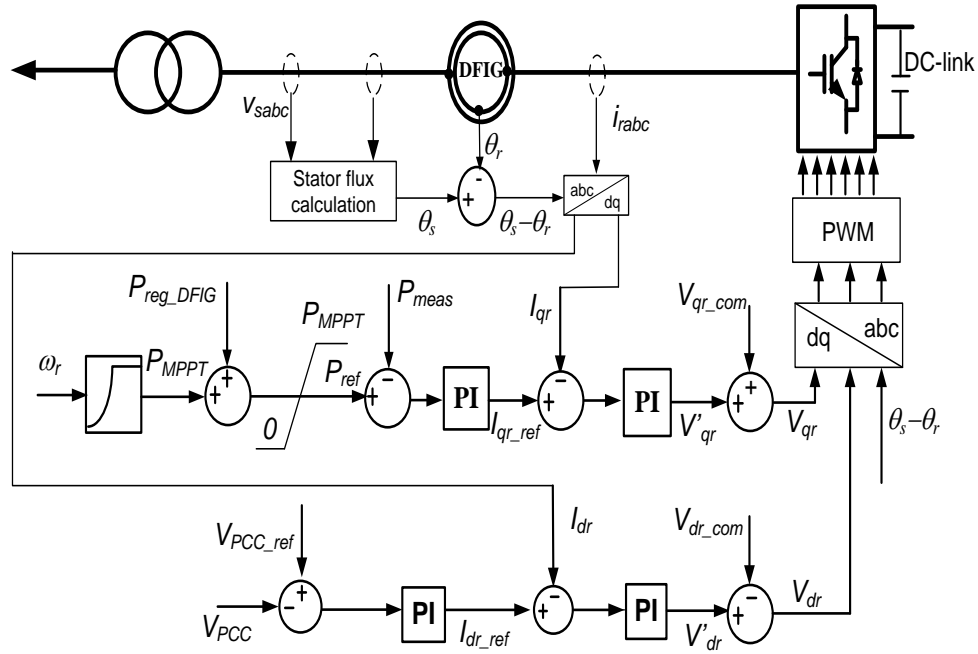 DFIG
DC-link
v_sabc
i_rabc
θ_r
Stator flux
calculation
-
+
θ_s
θ_s−θ_r
abc
dq
PWM
P_reg_DFIG
P_meas
P_MPPT
I_qr
V_qr_com
dq
abc
ω_r
P_MPPT
+
+
P_ref
0
−
+
PI
I_qr_ref
−
+
PI
V'_qr
+
+
V_qr
θ_s−θ_r
V_PCC_ref
I_dr
V_dr_com
+
−
V_PCC
PI
I_dr_ref
−
+
PI
V'_dr
−
+
V_dr